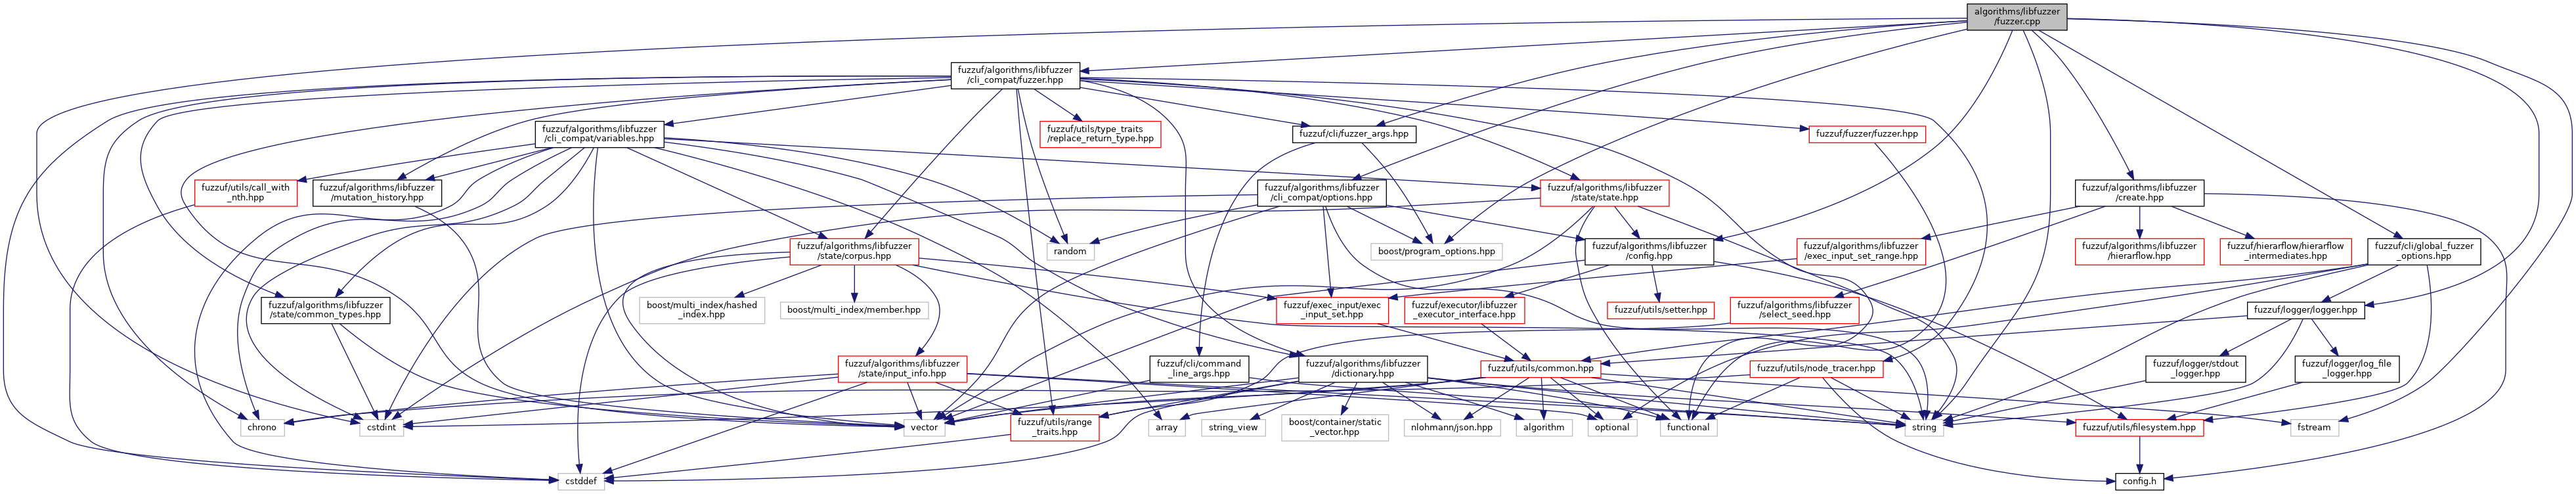 algorithms/libfuzzer
/fuzzer.cpp
fuzzuf/algorithms/libfuzzer
/cli_compat/fuzzer.hpp
fuzzuf/algorithms/libfuzzer
/cli_compat/variables.hpp
fuzzuf/utils/type_traits
/replace_return_type.hpp
fuzzuf/cli/fuzzer_args.hpp
fuzzuf/fuzzer/fuzzer.hpp
fuzzuf/utils/call_with
_nth.hpp
fuzzuf/algorithms/libfuzzer
/mutation_history.hpp
fuzzuf/algorithms/libfuzzer
/cli_compat/options.hpp
fuzzuf/algorithms/libfuzzer
/state/state.hpp
fuzzuf/algorithms/libfuzzer
/create.hpp
fuzzuf/algorithms/libfuzzer
/state/corpus.hpp
random
boost/program_options.hpp
fuzzuf/algorithms/libfuzzer
/config.hpp
fuzzuf/algorithms/libfuzzer
/exec_input_set_range.hpp
fuzzuf/algorithms/libfuzzer
/hierarflow.hpp
fuzzuf/hierarflow/hierarflow
_intermediates.hpp
fuzzuf/cli/global_fuzzer
_options.hpp
fuzzuf/algorithms/libfuzzer
/state/common_types.hpp
boost/multi_index/hashed
_index.hpp
boost/multi_index/member.hpp
fuzzuf/exec_input/exec
_input_set.hpp
fuzzuf/executor/libfuzzer
_executor_interface.hpp
fuzzuf/utils/setter.hpp
fuzzuf/algorithms/libfuzzer
/select_seed.hpp
fuzzuf/logger/logger.hpp
fuzzuf/algorithms/libfuzzer
/state/input_info.hpp
fuzzuf/cli/command
_line_args.hpp
fuzzuf/algorithms/libfuzzer
/dictionary.hpp
fuzzuf/utils/common.hpp
fuzzuf/utils/node_tracer.hpp
fuzzuf/logger/stdout
_logger.hpp
fuzzuf/logger/log_file
_logger.hpp
chrono
cstdint
vector
fuzzuf/utils/range
_traits.hpp
array
string_view
boost/container/static
_vector.hpp
nlohmann/json.hpp
algorithm
optional
functional
string
fuzzuf/utils/filesystem.hpp
fstream
cstddef
config.h